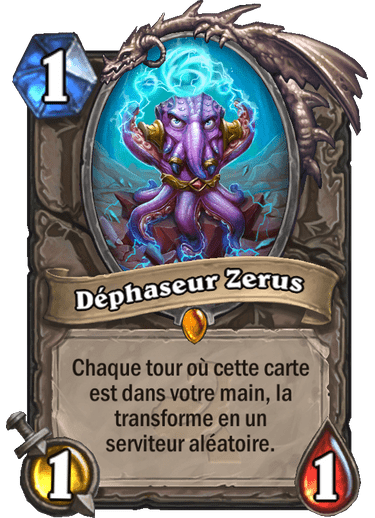 1
Déphaseur Zerus
Chaque tour où cette carte
est dans votre main, la
transforme en un
serviteur aléatoire.
1
1